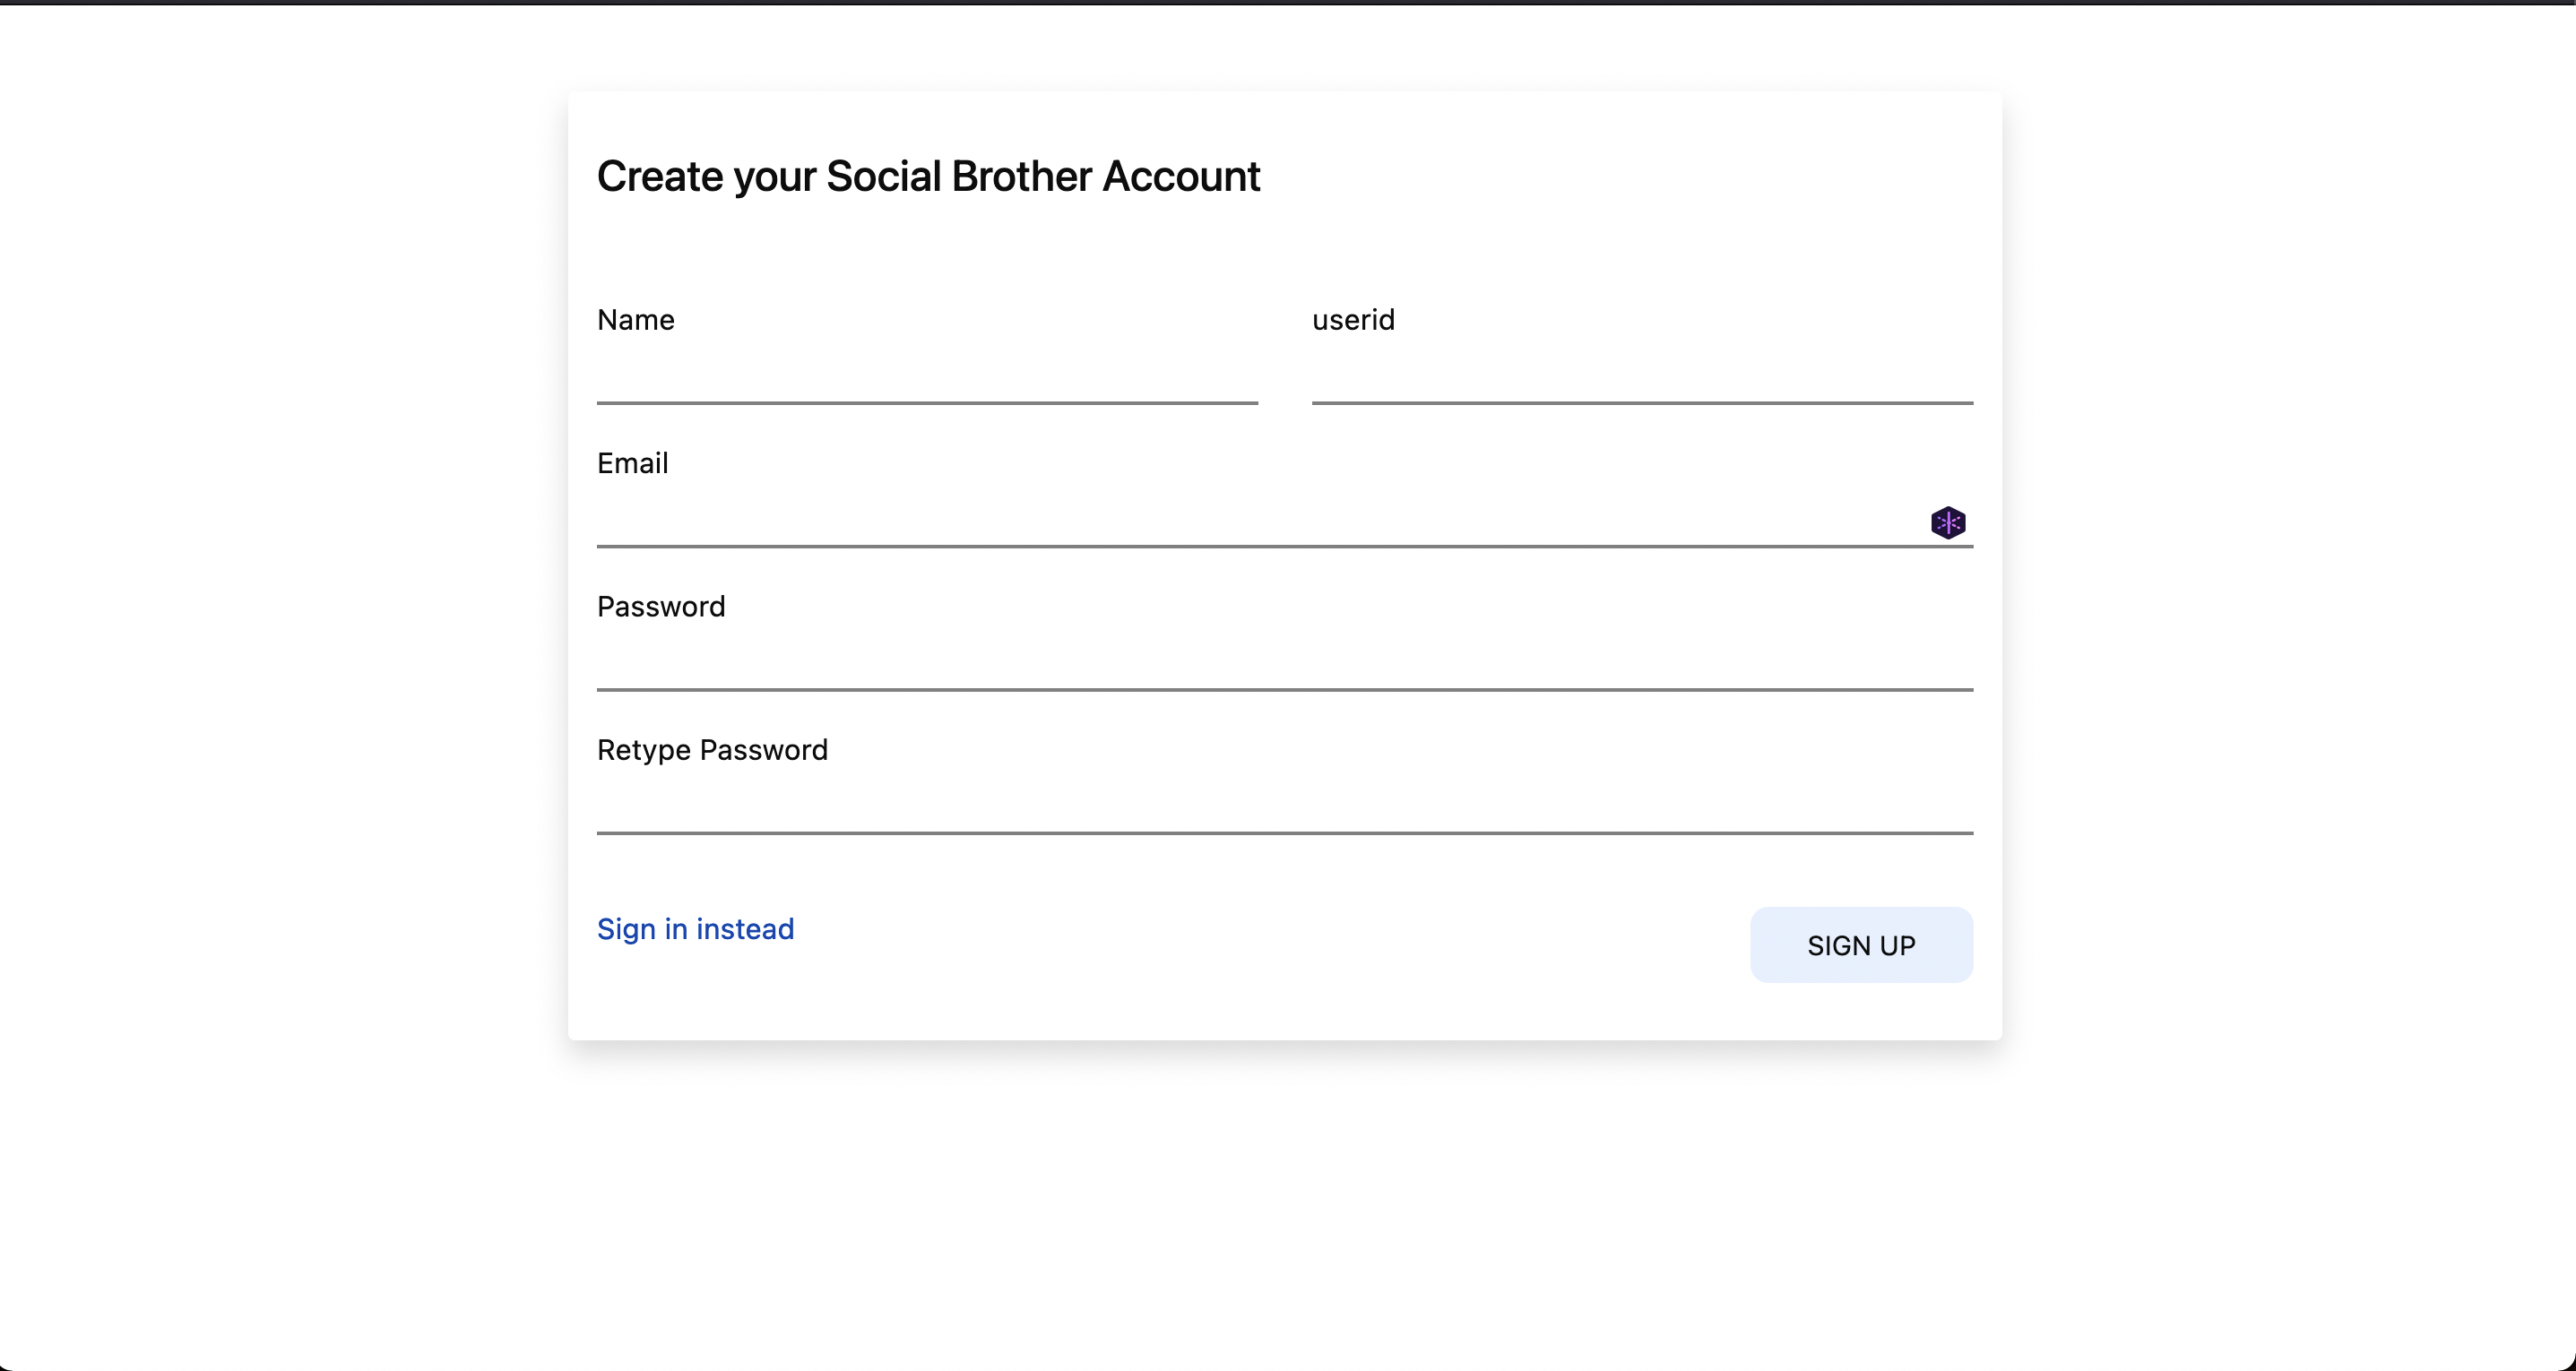 Create your Social Brother Account
Name
userid
Email
Password
Retype Password
Sign in instead
SIGN UP